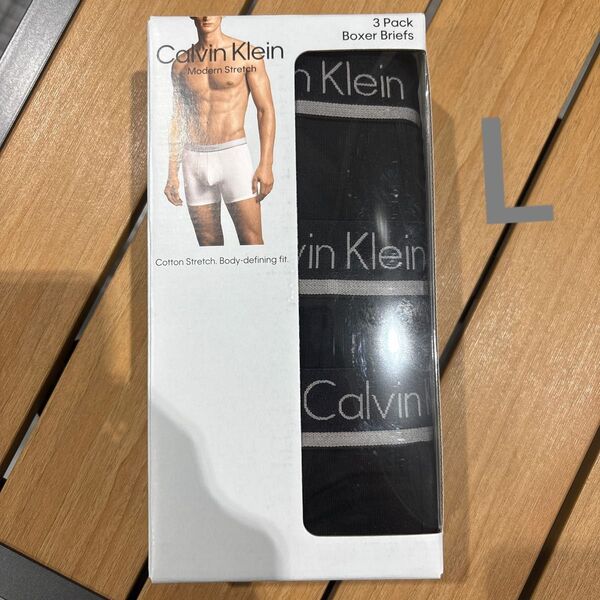 Calvin Klein
Modern Stretch
3 Pack
Boxer Briefs
Cotton Stretch. Body-defining fit.
n Klein
vin Klein
Calvin
L